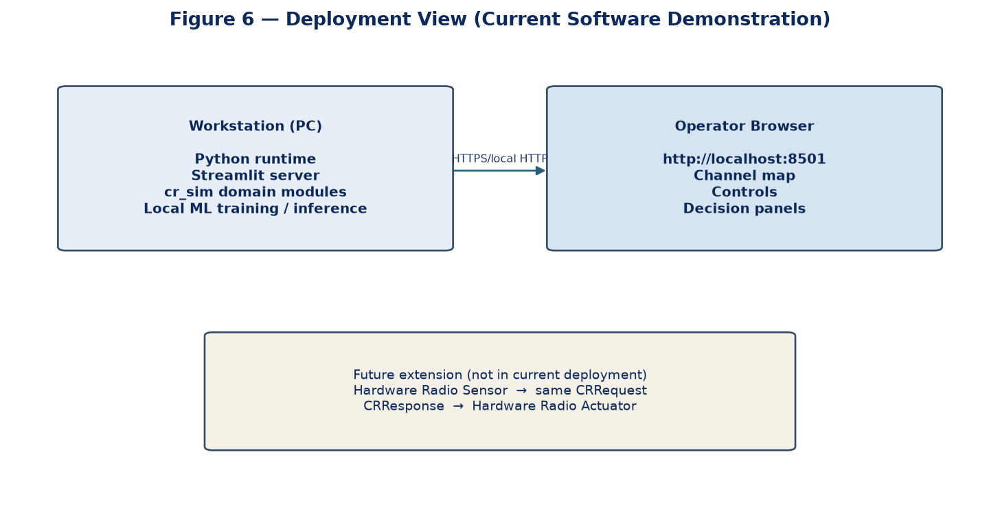 Figure 6 — Deployment View (Current Software Demonstration)
Workstation (PC)
Python runtime
Streamlit server
cr_sim domain modules
Local ML training / inference
HTTPS/local HTTP
Operator Browser
http://localhost:8501
Channel map
Controls
Decision panels
Future extension (not in current deployment)
Hardware Radio Sensor → same CRRequest
CRResponse → Hardware Radio Actuator